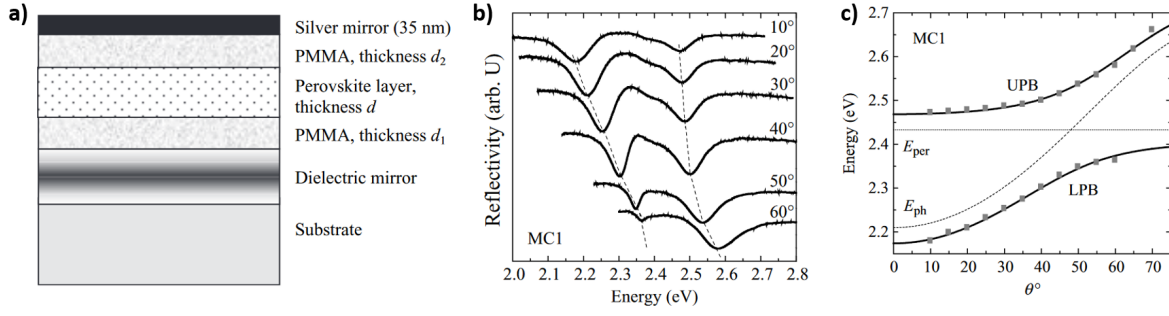 a)
Silver mirror (35 nm)
PMMA, thickness d₂
Perovskite layer,
thickness d
PMMA, thickness d₁
Dielectric mirror
Substrate
b)
Reflectivity (arb. U)
10°
20°
30°
40°
50°
60°
MC1
2.0 2.1 2.2 2.3 2.4 2.5 2.6 2.7 2.8
Energy (eV)
c)
Energy (eV)
2.7
2.6
2.5
2.4
2.3
2.2
MC1
UPB
E_per
LPB
E_ph
0 10 20 30 40 50 60 70
θ°